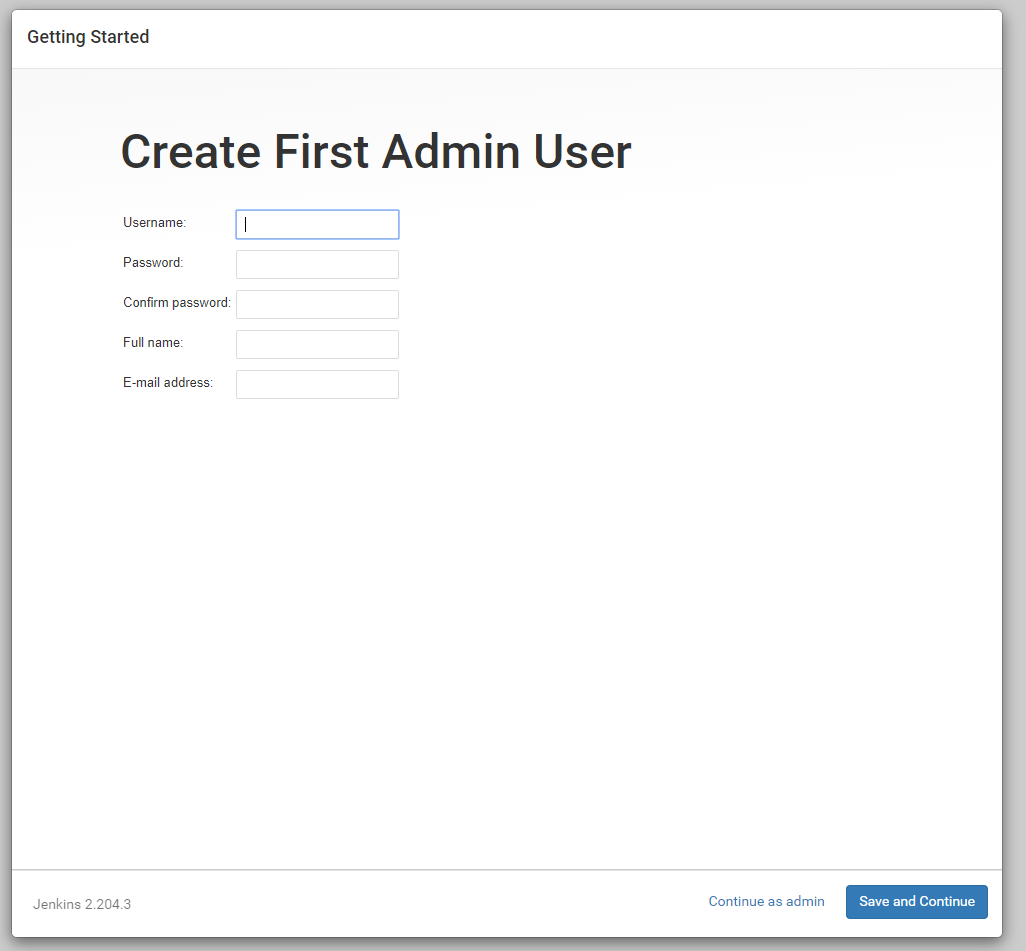 Getting Started
Create First Admin User
Username:
Password:
Confirm password:
Full name:
E-mail address:
Jenkins 2.204.3
Continue as admin
Save and Continue